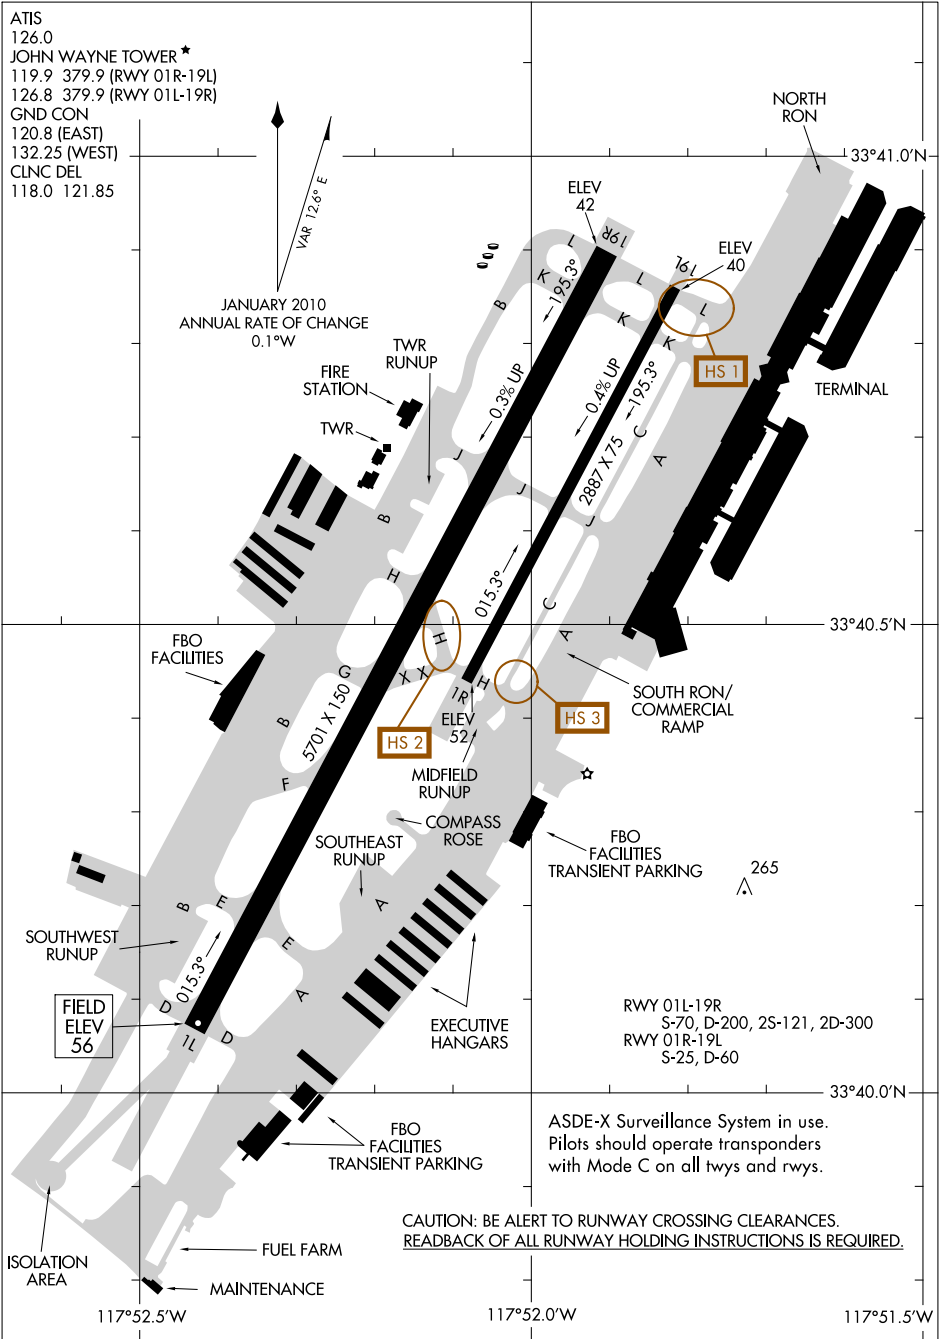 ATIS
126.0
JOHN WAYNE TOWER ★
119.9 379.9 (RWY 01R-19L)
126.8 379.9 (RWY 01L-19R)
GND CON
120.8 (EAST)
132.25 (WEST)
CLNC DEL
118.0 121.85
VAR 12.6° E
JANUARY 2010
ANNUAL RATE OF CHANGE
0.1°W
NORTH
RON
33°41.0'N
ELEV
42
19R
L
ELEV
40
19L
L
L
K
B
195.3°
K
K
HS 1
TWR
RUNUP
FIRE
STATION
TWR
0.3% UP
0.4% UP
195.3°
TERMINAL
C
A
J
2887 X 75
J
J
B
H
015.3°
C
A
33°40.5'N
H
FBO
FACILITIES
G
X
X
H
1R
5701 X 150
B
HS 2
ELEV
52
HS 3
SOUTH RON/
COMMERCIAL
RAMP
MIDFIELD
RUNUP
F
COMPASS
ROSE
SOUTHEAST
RUNUP
FBO
FACILITIES
TRANSIENT PARKING
265
B
E
A
E
SOUTHWEST
RUNUP
015.3°
A
D
D
1L
FIELD
ELEV
56
EXECUTIVE
HANGARS
RWY 01L-19R
S-70, D-200, 2S-121, 2D-300
RWY 01R-19L
S-25, D-60
33°40.0'N
FBO
FACILITIES
TRANSIENT PARKING
ASDE-X Surveillance System in use.
Pilots should operate transponders
with Mode C on all twys and rwys.
CAUTION: BE ALERT TO RUNWAY CROSSING CLEARANCES.
READBACK OF ALL RUNWAY HOLDING INSTRUCTIONS IS REQUIRED.
ISOLATION
AREA
FUEL FARM
MAINTENANCE
117°52.5'W
117°52.0'W
117°51.5'W